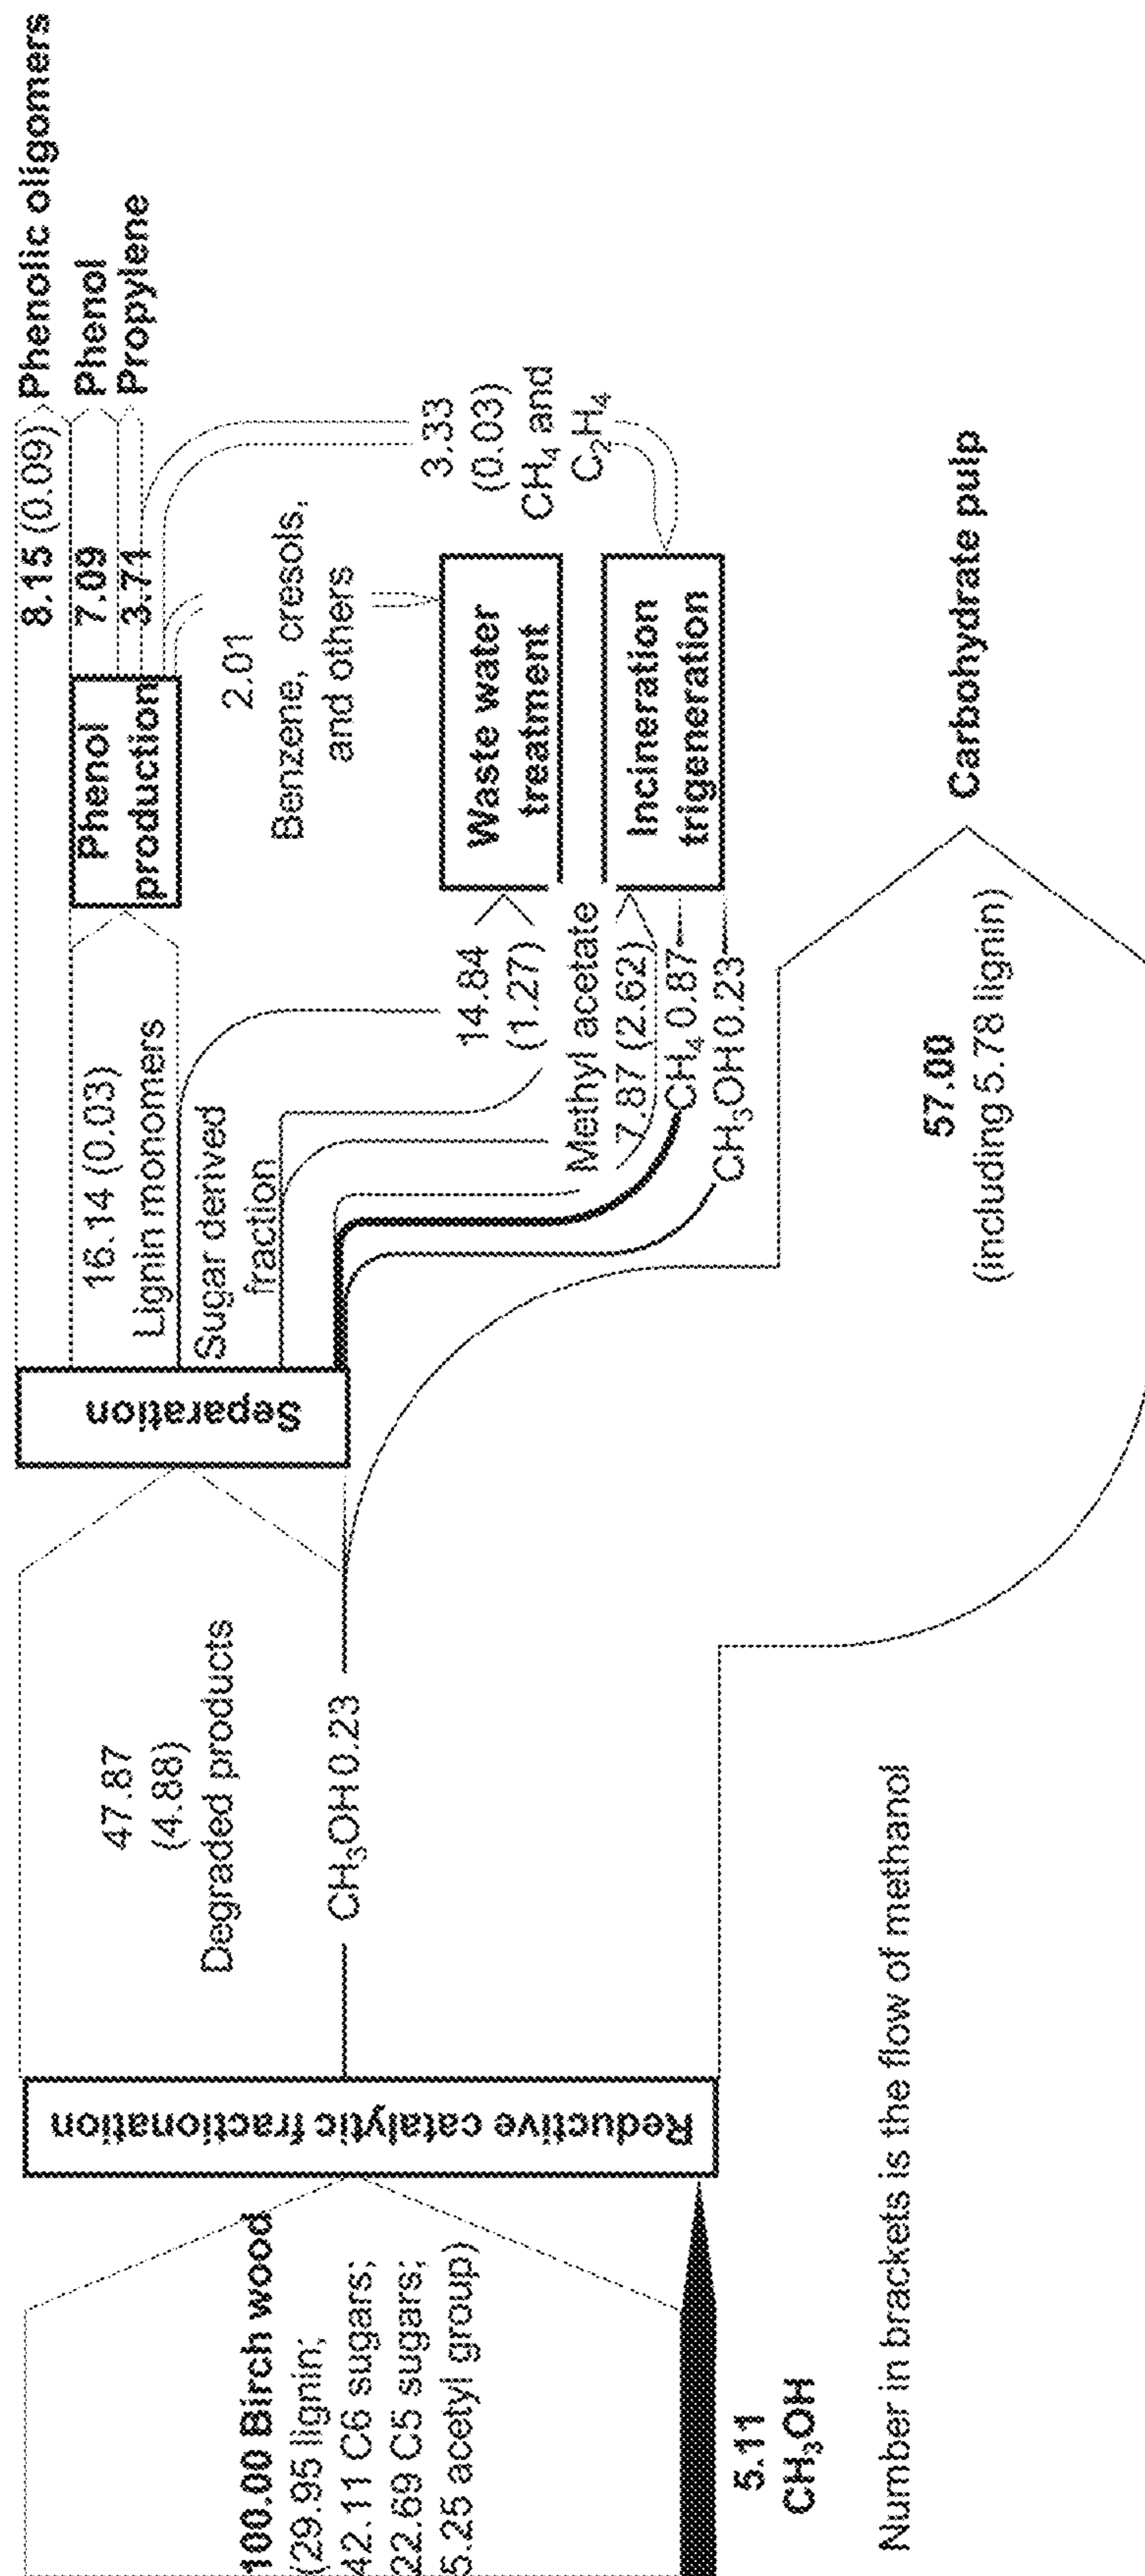 100.00 Birch wood
(29.95 lignin;
42.11 C6 sugars;
22.69 C5 sugars;
5.25 acetyl group)
5.11
CH₃OH
Reductive catalytic fractionation
47.87
(4.88)
Degraded products
CH₃OH 0.23
Separation
16.14 (0.03)
Lignin monomers
Sugar derived
fraction
Phenol
production
8.15 (0.09) Phenolic oligomers
7.09 Phenol
3.71 Propylene
2.01
Benzene, cresols,
and others
3.33
(0.03)
CH₄ and
C₂H₄
14.84
(1.27)
Waste water
treatment
Methyl acetate
7.87 (2.62)
CH₄ 0.87
CH₃OH 0.23
Incineration
trigeneration
57.00
(including 5.78 lignin)
Carbohydrate pulp
Number in brackets is the flow of methanol